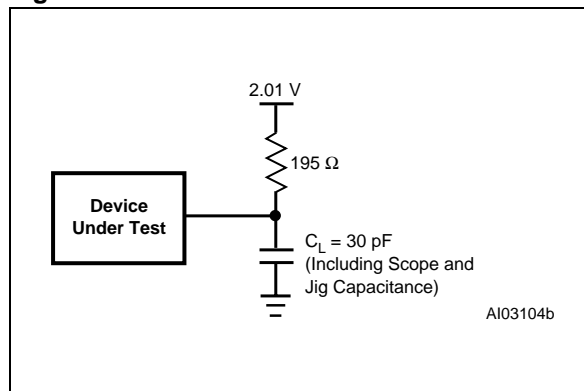 2.01 V
195 Ω
Device
Under Test
C_L = 30 pF
(Including Scope and
Jig Capacitance)
AI03104b